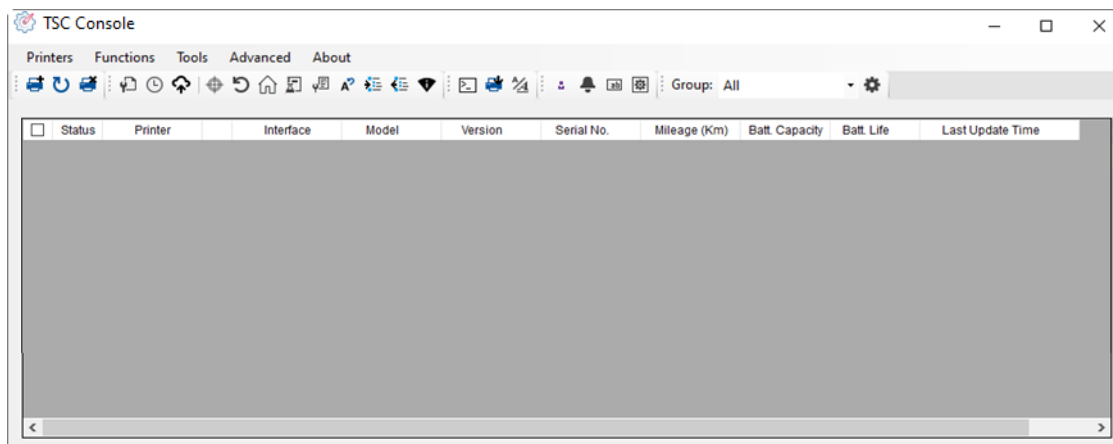 TSC Console
Printers Functions Tools Advanced About
Group: All
Status Printer Interface Model Version Serial No. Mileage (Km) Batt. Capacity Batt. Life Last Update Time